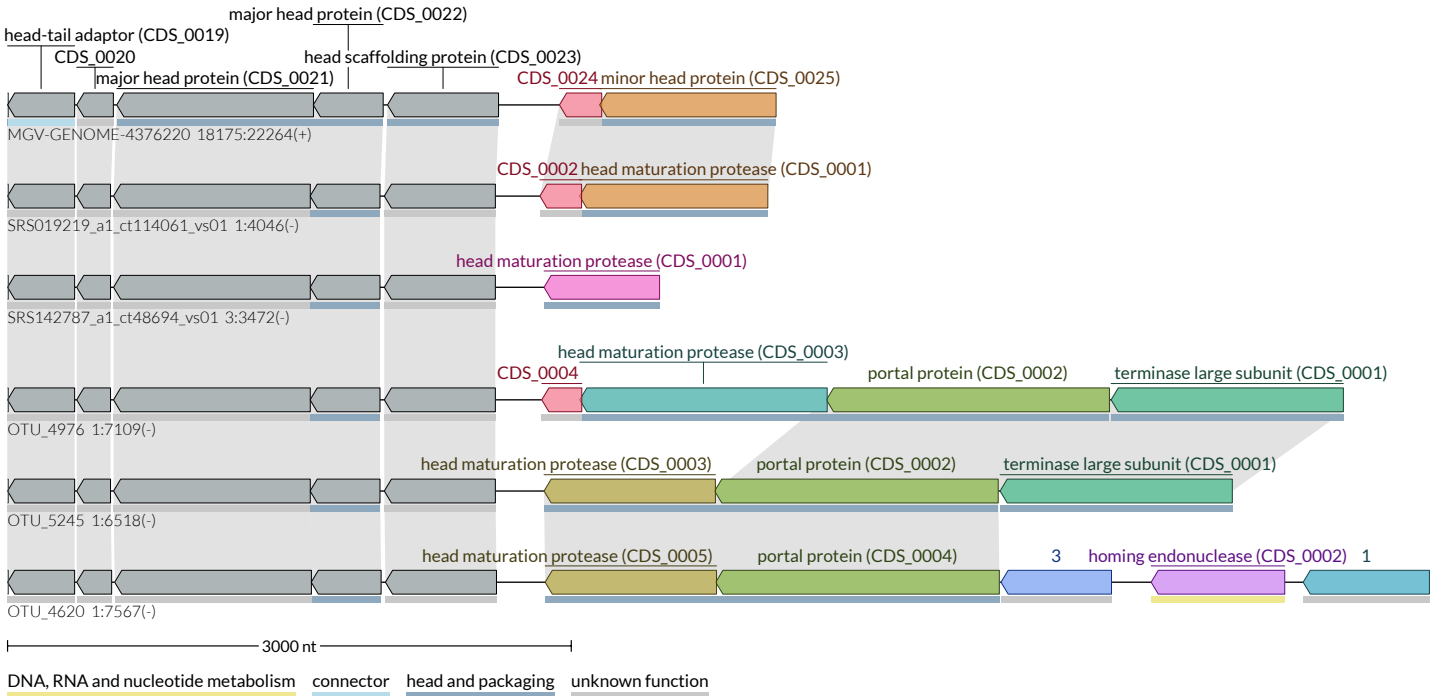 major head protein (CDS_0022)
head-tail adaptor (CDS_0019)
CDS_0020 head scaffolding protein (CDS_0023)
major head protein (CDS_0021) CDS_0024 minor head protein (CDS_0025)
MGV-GENOME-4376220 18175:22264(+)
CDS_0002 head maturation protease (CDS_0001)
SRS019219_a1_ct114061_vs01 1:4046(-)
head maturation protease (CDS_0001)
SRS142787_a1_ct48694_vs01 3:3472(-)
head maturation protease (CDS_0003)
CDS_0004 portal protein (CDS_0002) terminase large subunit (CDS_0001)
OTU_4976 1:7109(-)
head maturation protease (CDS_0003) portal protein (CDS_0002) terminase large subunit (CDS_0001)
OTU_5245 1:6518(-)
head maturation protease (CDS_0005) portal protein (CDS_0004) 3 homing endonuclease (CDS_0002) 1
OTU_4620 1:7567(-)
3000 nt
DNA, RNA and nucleotide metabolism connector head and packaging unknown function